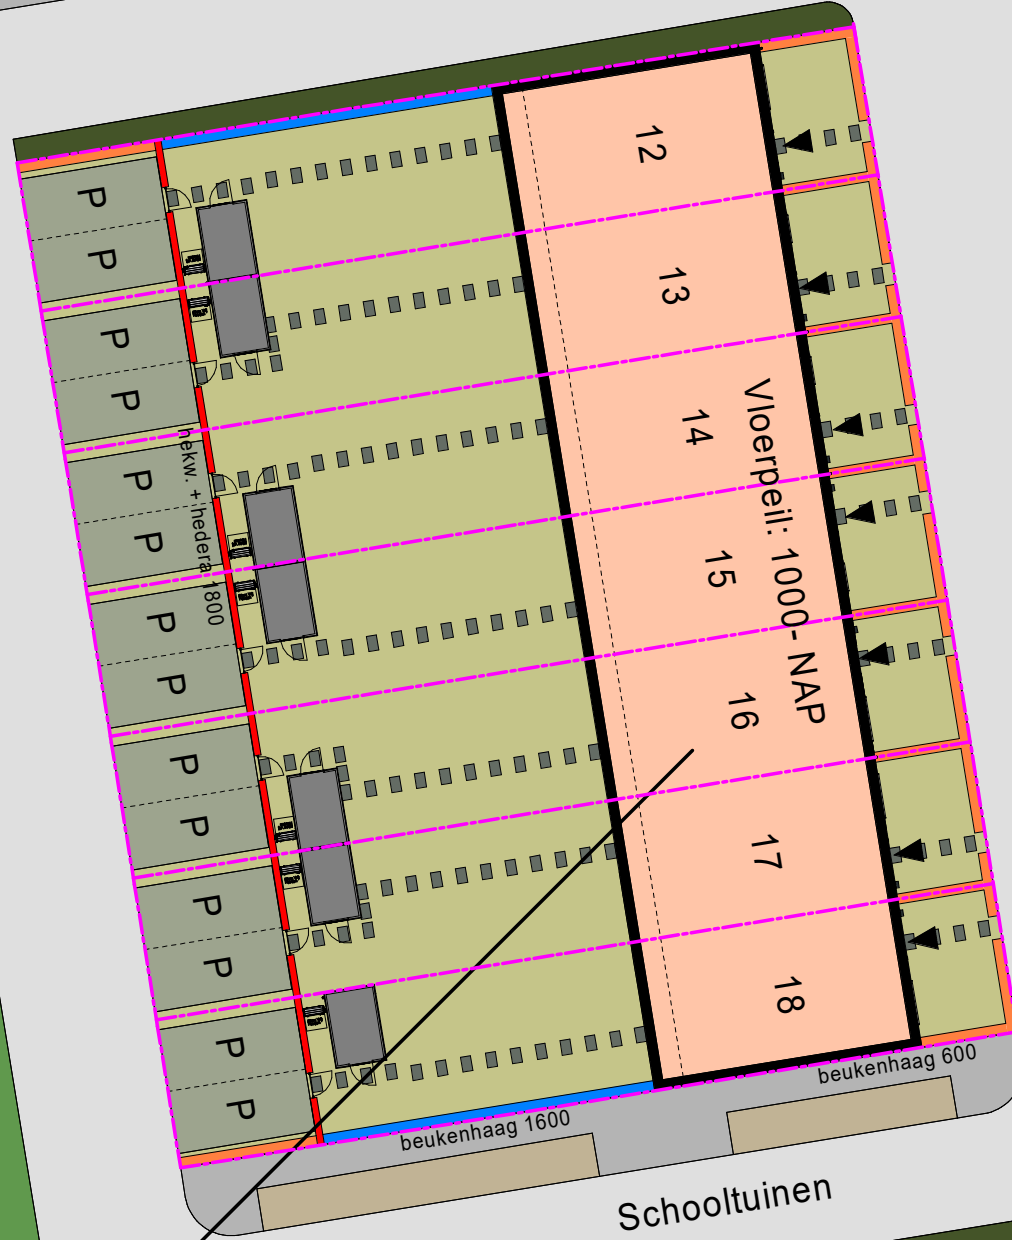 12
P
P
13
P
P
14
Vloerpeil: 1000- NAP
P
P
hekw. + hedera 1800
15
P
P
16
P
P
17
P
P
18
P
P
beukenhaag 600
beukenhaag 1600
Schooltuinen